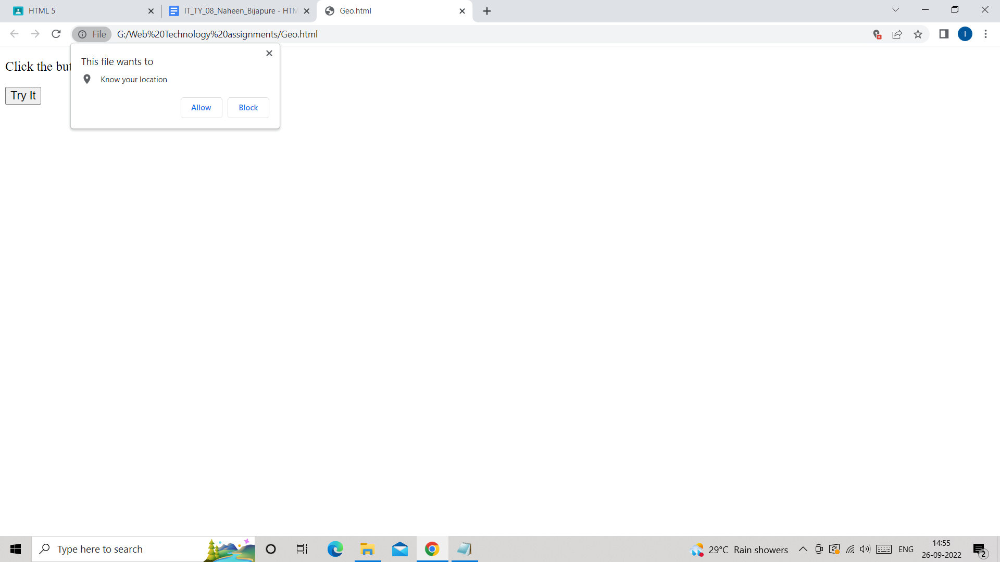 HTML 5
IT_TY_08_Naheen_Bijapure - HTM
Geo.html
File
G:/Web%20Technology%20assignments/Geo.html
I
This file wants to
Know your location
Allow
Block
Click the but
Try It
Type here to search
29°C Rain showers
ENG
14:55
26-09-2022
2